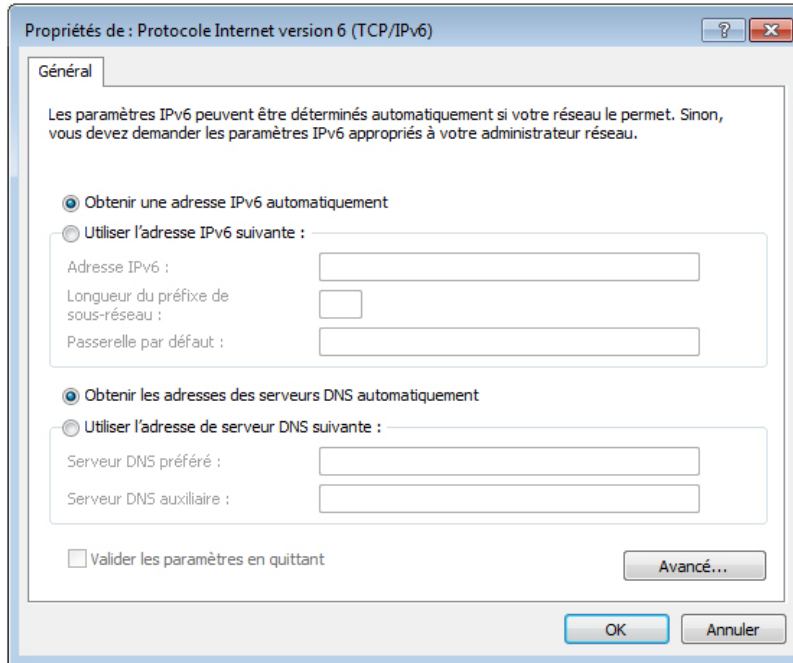 Propriétés de : Protocole Internet version 6 (TCP/IPv6)
Général
Les paramètres IPv6 peuvent être déterminés automatiquement si votre réseau le permet. Sinon,
vous devez demander les paramètres IPv6 appropriés à votre administrateur réseau.
Obtenir une adresse IPv6 automatiquement
Utiliser l'adresse IPv6 suivante :
Adresse IPv6 :
Longueur du préfixe de
sous-réseau :
Passerelle par défaut :
Obtenir les adresses des serveurs DNS automatiquement
Utiliser l'adresse de serveur DNS suivante :
Serveur DNS préféré :
Serveur DNS auxiliaire :
Valider les paramètres en quittant
Avancé...
OK
Annuler